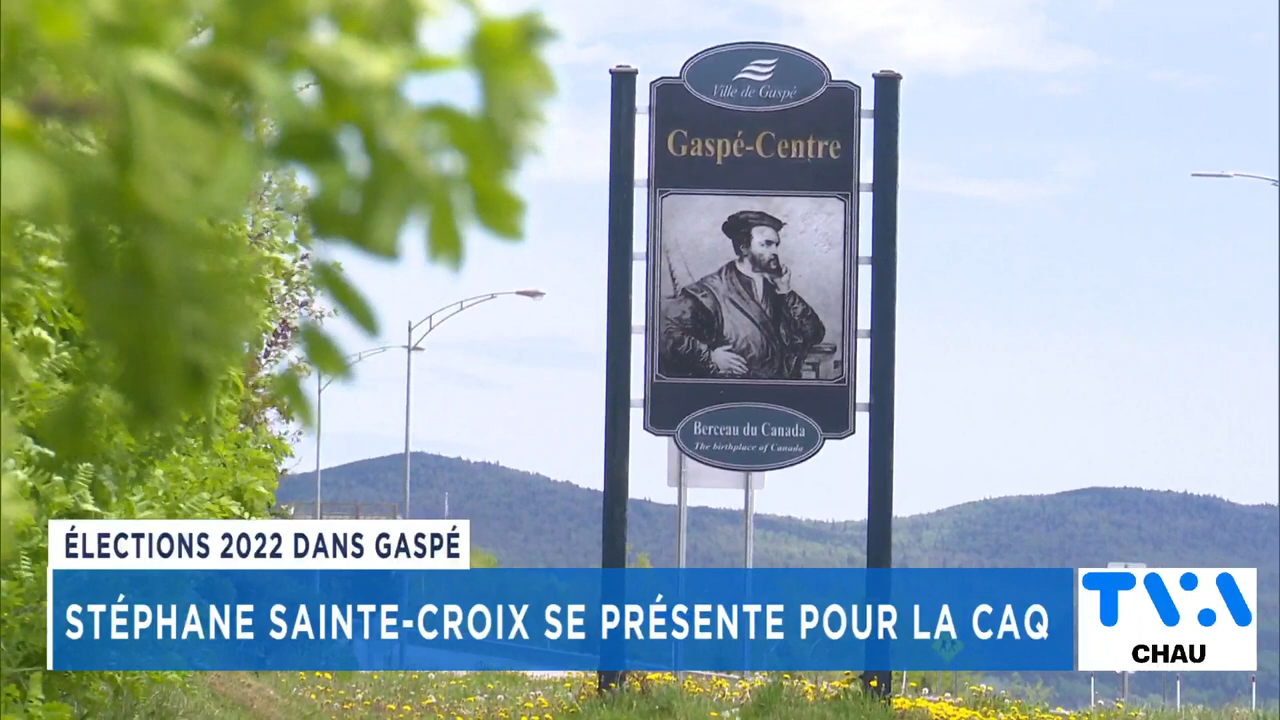 Ville de Gaspé
Gaspé-Centre
Berceau du Canada
The birthplace of Canada
ÉLECTIONS 2022 DANS GASPÉ
STÉPHANE SAINTE-CROIX SE PRÉSENTE POUR LA CAQ
TVA
CHAU